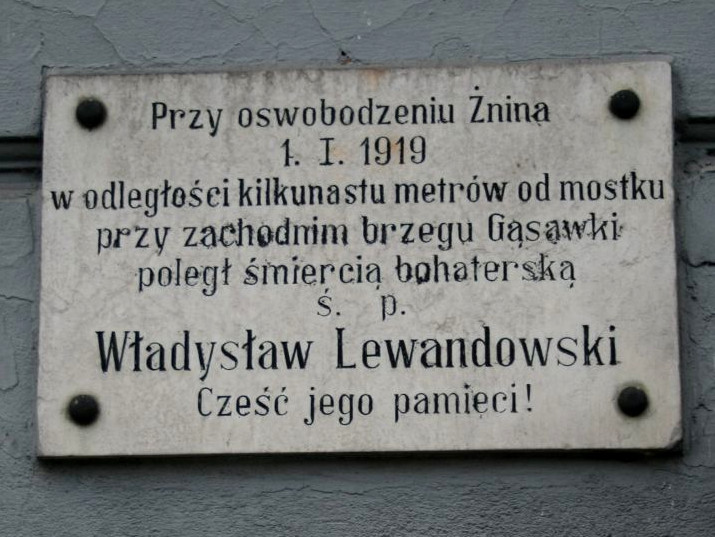 Przy oswobodzeniu Żnina
1. I. 1919
w odległości kilkunastu metrów od mostku
przy zachodnim brzegu Gąsawki
poległ śmiercią bohaterską
ś. p.
Władysław Lewandowski
Cześć jego pamięci!